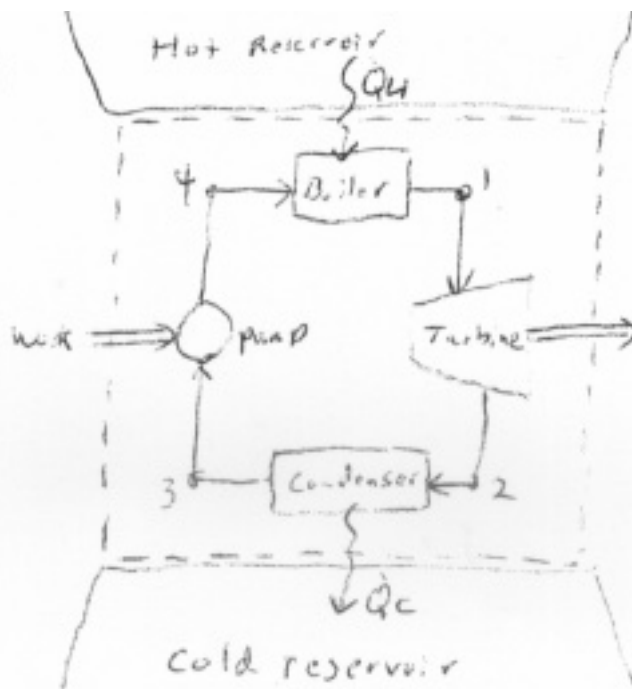 Hot Reservoir
QH
4
Boiler
1
Work
pump
Turbine
3
Condenser
2
Qc
Cold reservoir